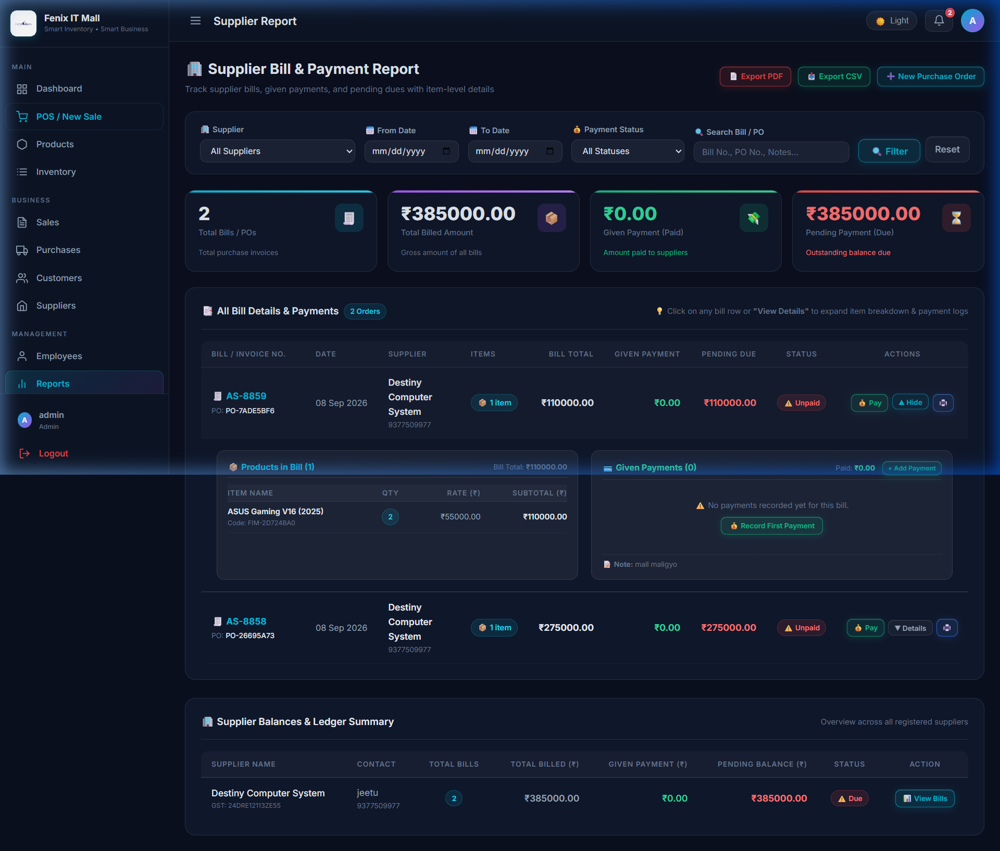 Fenix IT Mall
Smart Inventory • Smart Business
Supplier Report
Light
2
A
MAIN
Dashboard
POS / New Sale
Products
Inventory
BUSINESS
Sales
Purchases
Customers
Suppliers
MANAGEMENT
Employees
Reports
A
admin
Admin
Logout
Supplier Bill & Payment Report
Track supplier bills, given payments, and pending dues with item-level details
Export PDF
Export CSV
New Purchase Order
Supplier
From Date
To Date
Payment Status
Search Bill / PO
All Suppliers
mm/dd/yyyy
mm/dd/yyyy
All Statuses
Bill No., PO No., Notes...
Filter
Reset
2
Total Bills / POs
Total purchase invoices
₹385000.00
Total Billed Amount
Gross amount of all bills
₹0.00
Given Payment (Paid)
Amount paid to suppliers
₹385000.00
Pending Payment (Due)
Outstanding balance due
All Bill Details & Payments
2 Orders
Click on any bill row or "View Details" to expand item breakdown & payment logs
BILL / INVOICE NO. DATE SUPPLIER ITEMS BILL TOTAL GIVEN PAYMENT PENDING DUE STATUS ACTIONS
AS-8859
PO: PO-7ADE5BF6
08 Sep 2026
Destiny
Computer
System
9377509977
1 item
₹110000.00
₹0.00
₹110000.00
Unpaid
Pay
▲ Hide
Products in Bill (1)
Bill Total: ₹110000.00
ITEM NAME QTY RATE (₹) SUBTOTAL (₹)
ASUS Gaming V16 (2025)
Code: FIM-2D724BA0
2
₹55000.00
₹110000.00
Given Payments (0)
Paid: ₹0.00
+ Add Payment
No payments recorded yet for this bill.
Record First Payment
Note: mall maligyo
AS-8858
PO: PO-26695A73
08 Sep 2026
Destiny
Computer
System
9377509977
1 item
₹275000.00
₹0.00
₹275000.00
Unpaid
Pay
▼ Details
Supplier Balances & Ledger Summary
Overview across all registered suppliers
SUPPLIER NAME CONTACT TOTAL BILLS TOTAL BILLED (₹) GIVEN PAYMENT (₹) PENDING BALANCE (₹) STATUS ACTION
Destiny Computer System
GST: 24DRE12113ZE55
jeetu
9377509977
2
₹385000.00
₹0.00
₹385000.00
Due
View Bills